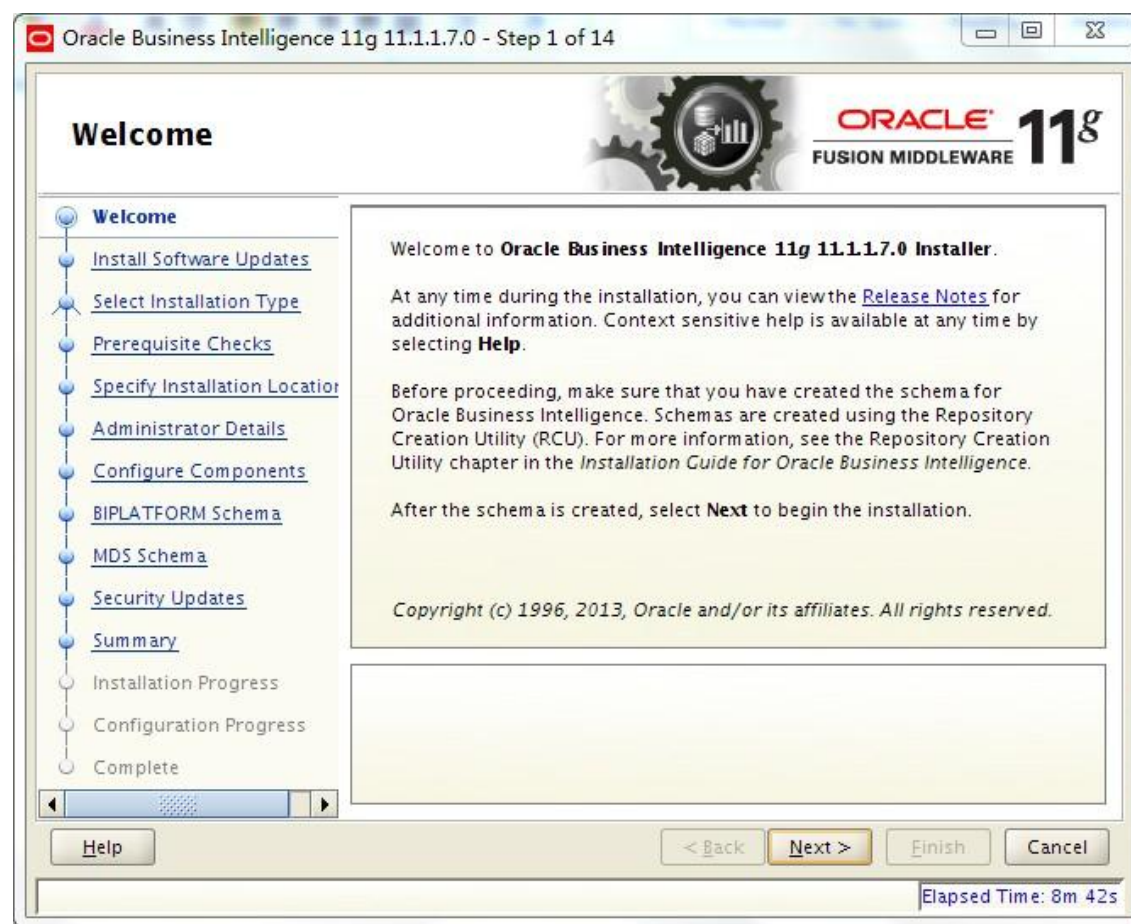 Oracle Business Intelligence 11g 11.1.1.7.0 - Step 1 of 14
Welcome
ORACLE
FUSION MIDDLEWARE
11g
Welcome
Install Software Updates
Select Installation Type
Prerequisite Checks
Specify Installation Location
Administrator Details
Configure Components
BIPLATFORM Schema
MDS Schema
Security Updates
Summary
Installation Progress
Configuration Progress
Complete
Welcome to Oracle Business Intelligence 11g 11.1.1.7.0 Installer.
At any time during the installation, you can view the Release Notes for
additional information. Context sensitive help is available at any time by
selecting Help.
Before proceeding, make sure that you have created the schema for
Oracle Business Intelligence. Schemas are created using the Repository
Creation Utility (RCU). For more information, see the Repository Creation
Utility chapter in the Installation Guide for Oracle Business Intelligence.
After the schema is created, select Next to begin the installation.
Copyright (c) 1996, 2013, Oracle and/or its affiliates. All rights reserved.
Help
< Back
Next >
Finish
Cancel
Elapsed Time: 8m 42s